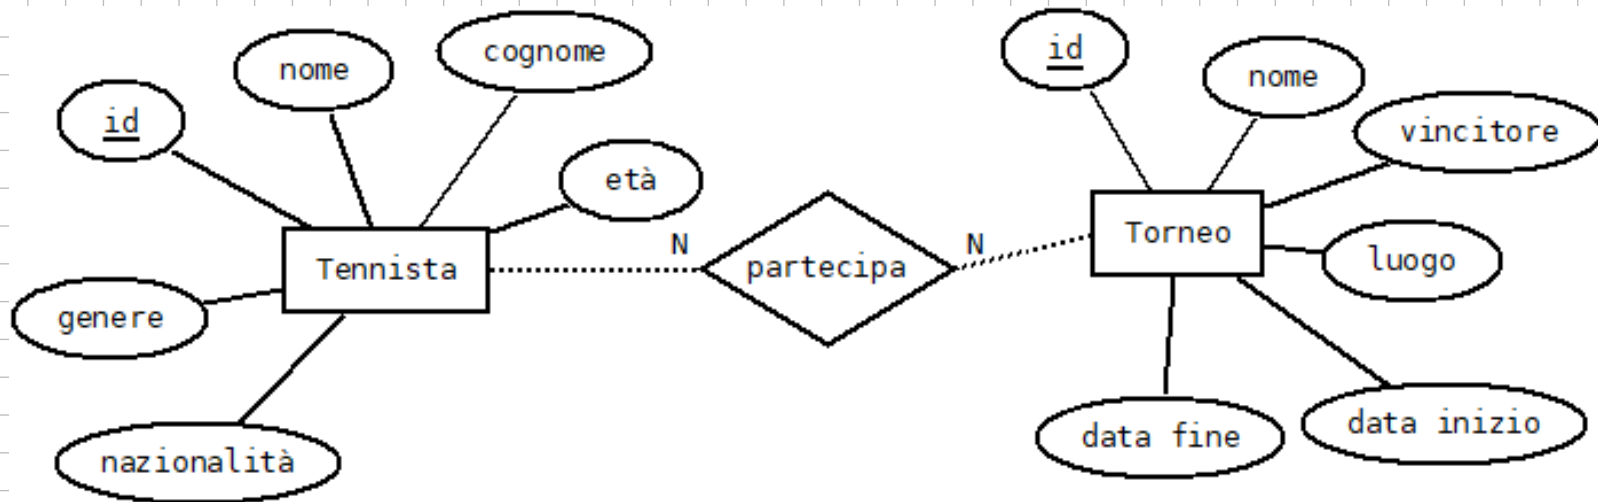 id
nome
cognome
età
Tennista
genere
nazionalità
N
partecipa
N
id
nome
vincitore
Torneo
luogo
data fine
data inizio